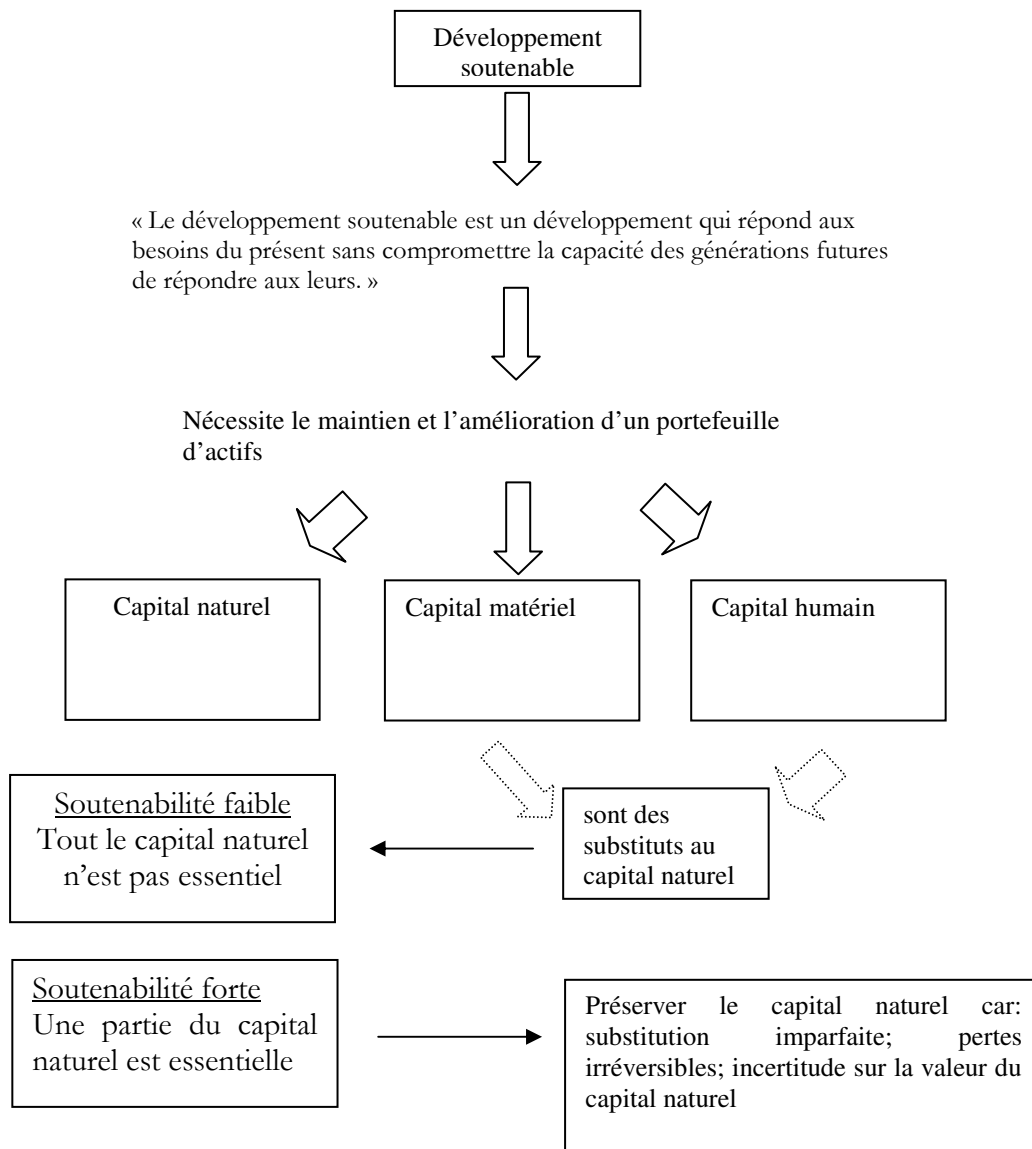 Développement
soutenable
« Le développement soutenable est un développement qui répond aux
besoins du présent sans compromettre la capacité des générations futures
de répondre aux leurs. »
Nécessite le maintien et l’amélioration d’un portefeuille
d’actifs
Capital naturel
Capital matériel
Capital humain
Soutenabilité faible
Tout le capital naturel
n’est pas essentiel
sont des
substituts au
capital naturel
Soutenabilité forte
Une partie du capital
naturel est essentielle
Préserver le capital naturel car:
substitution imparfaite; pertes
irréversibles; incertitude sur la valeur du
capital naturel